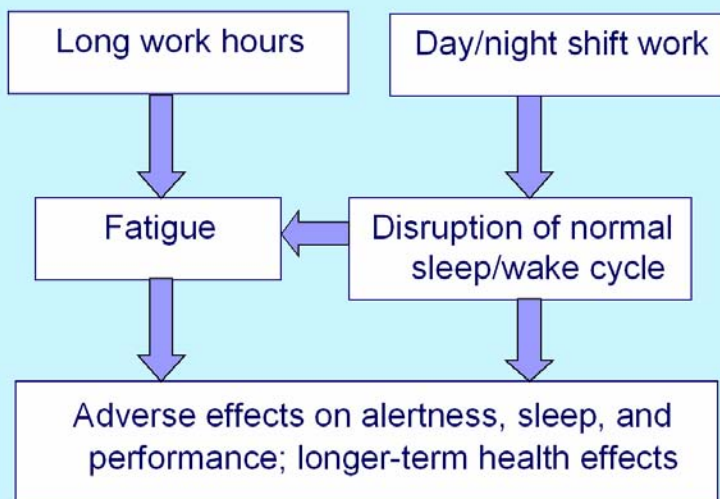 Long work hours
Day/night shift work
Fatigue
Disruption of normal
sleep/wake cycle
Adverse effects on alertness, sleep, and
performance; longer-term health effects